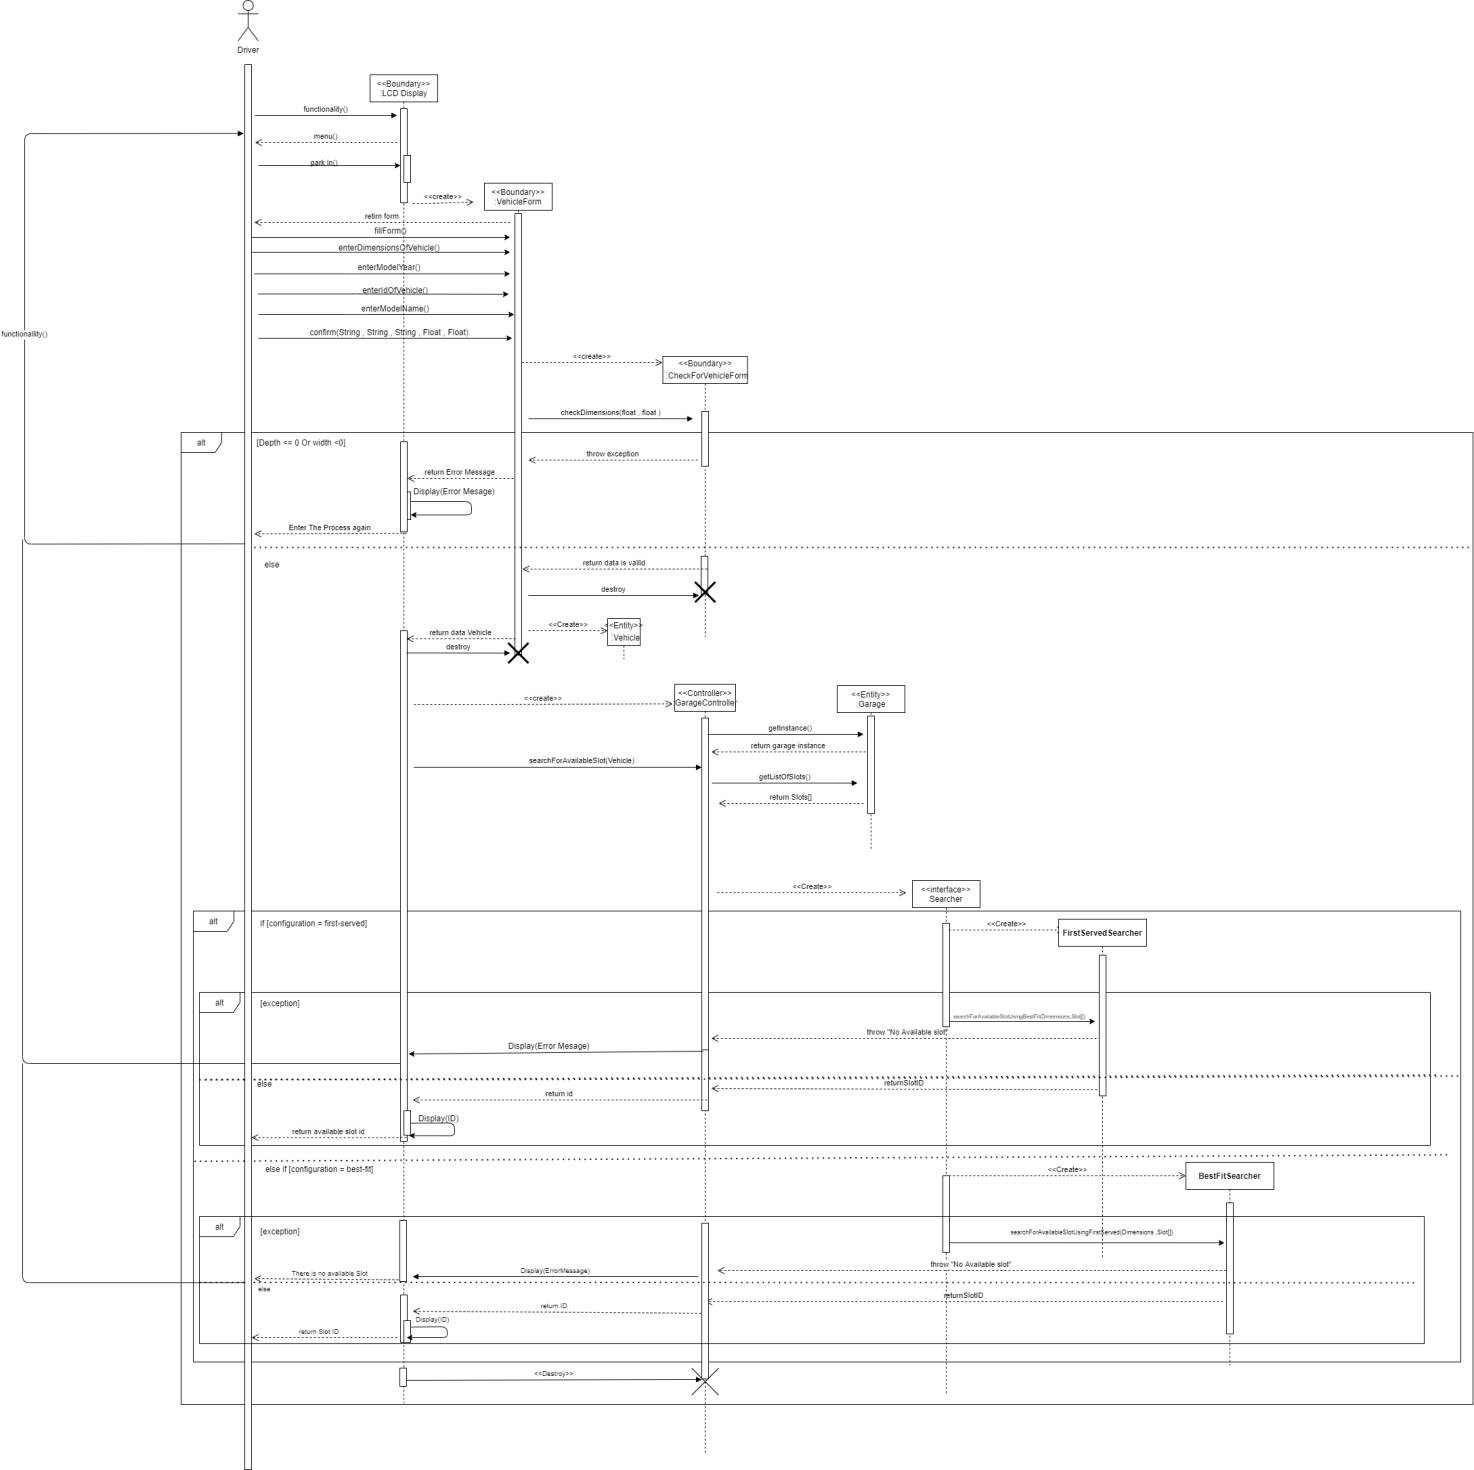 Driver
<<Boundary>>
:LCD Display
functionality()
menu()
park in()
<<create>>
<<Boundary>>
:VehicleForm
retirn form
fillForm()
enterDimensionsOfVehicle()
enterModelYear()
enterIdOfVehicle()
enterModelName()
confirm(String , String , String , Float , Float)
functionallity()
<<create>>
<<Boundary>>
:CheckForVehicleForm
checkDimensions(float , float )
alt
[Depth <= 0 Or width <0]
throw exception
return Error Message
Display(Error Mesage)
Enter The Process again
else
return data is vallid
destroy
<<Create>>
<<Entity>>
:Vehicle
return data Vehicle
destroy
<<create>>
<<Controller>>
GarageController
<<Entity>>
:Garage
getInstance()
return garage instance
searchForAvailableSlot(Vehicle)
getListOfSlots()
return Slots[]
<<Create>>
<<interface>>
Searcher
alt
if [configuration = first-served]
<<Create>>
FirstServedSearcher
alt
[exception]
searchForAvailableSlotUsingBestFit(Dimensions,Slot[])
throw "No Available slot"
Display(Error Mesage)
else
returnSlotID
return id
Display(ID)
return available slot id
else if [configuration = best-fit]
<<Create>>
BestFitSearcher
alt
[exception]
searchForAvailableSlotUsingFirstServed(Dimensions ,Slot[])
throw "No Available slot"
Display(ErrorMessage)
There is no available Slot
else
returnSlotID
return ID
Display(ID)
return Slot ID
<<Destroy>>